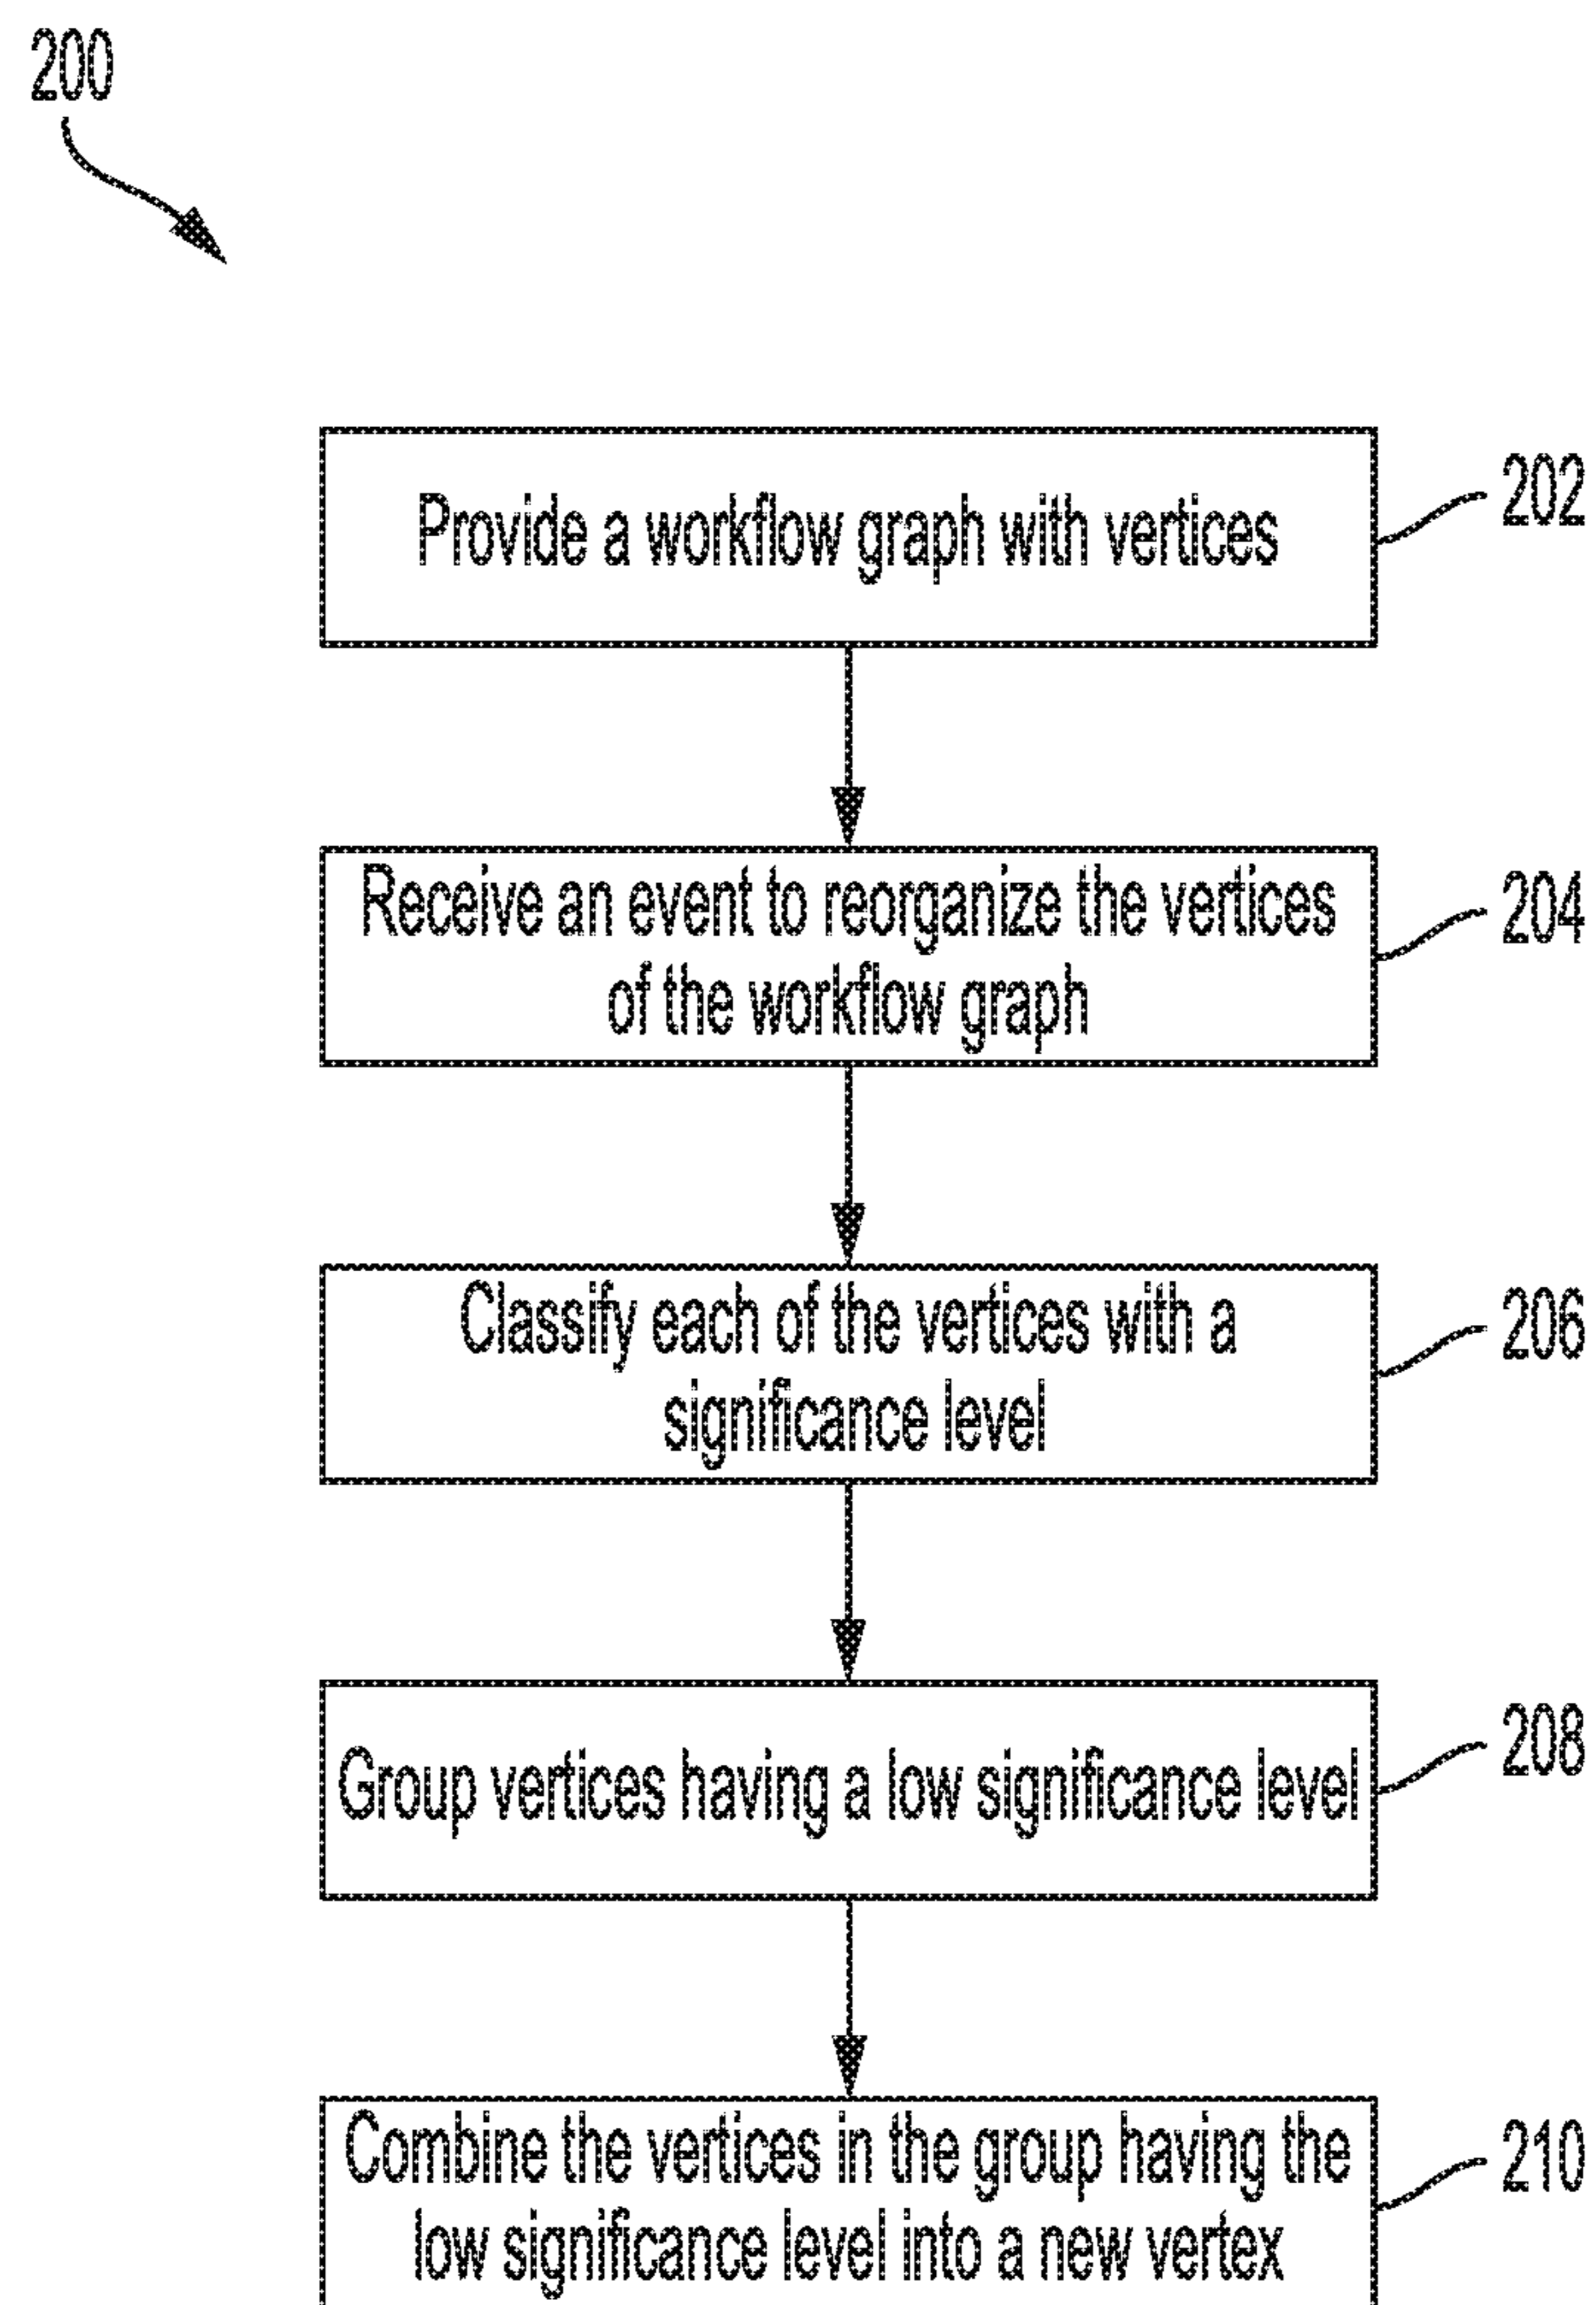 200
Provide a workflow graph with vertices
202
Receive an event to reorganize the vertices
of the workflow graph
204
Classify each of the vertices with a
significance level
206
Group vertices having a low significance level
208
Combine the vertices in the group having the
low significance level into a new vertex
210